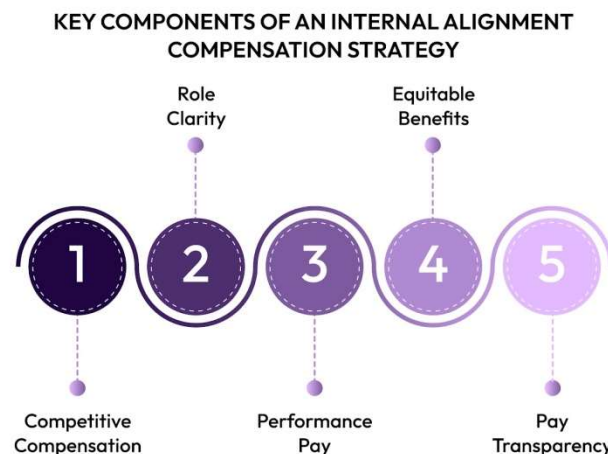 KEY COMPONENTS OF AN INTERNAL ALIGNMENT
COMPENSATION STRATEGY
Role
Clarity
Equitable
Benefits
1
2
3
4
5
Competitive
Compensation
Performance
Pay
Pay
Transparency